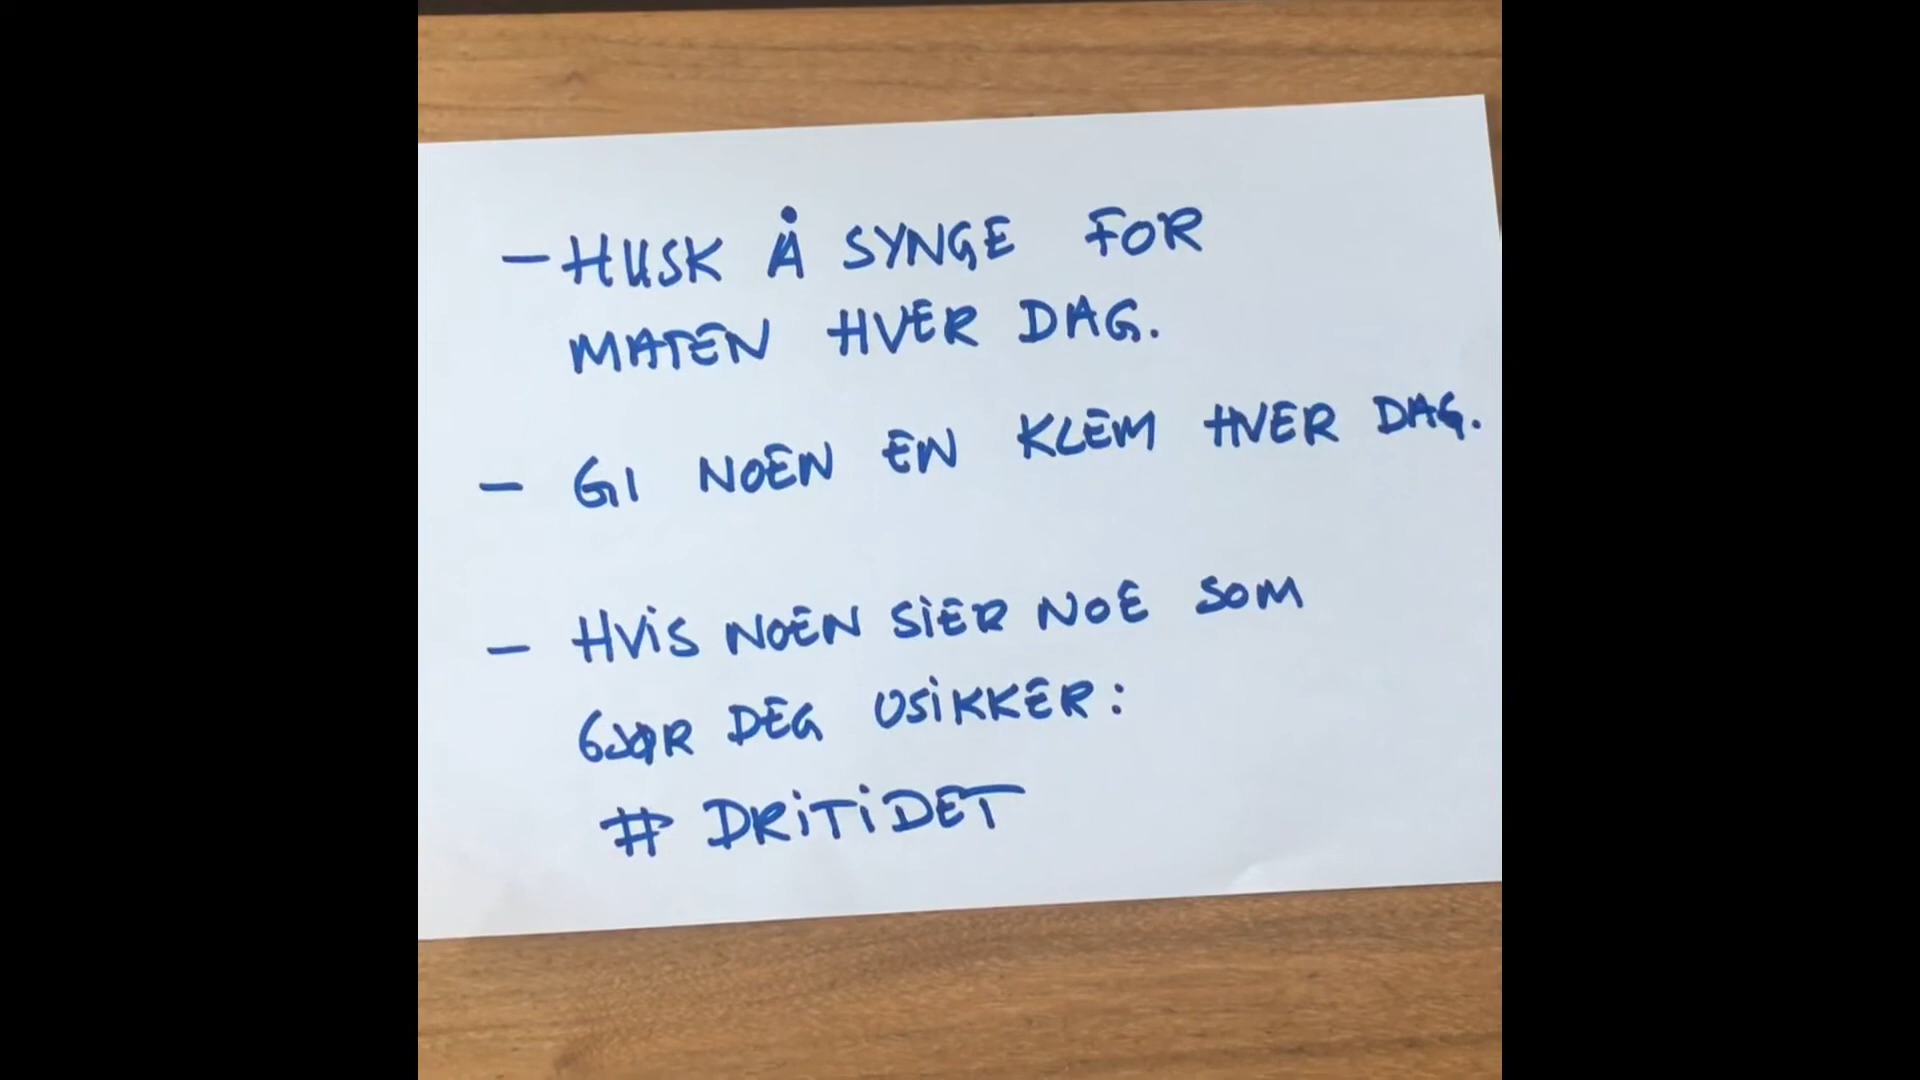 - HUSK Å SYNGE FOR
MATEN HVER DAG.
- GI NOEN EN KLEM HVER DAG.
- HVIS NOEN SIER NOE SOM
GJØR DEG USIKKER:
# DRITIDET